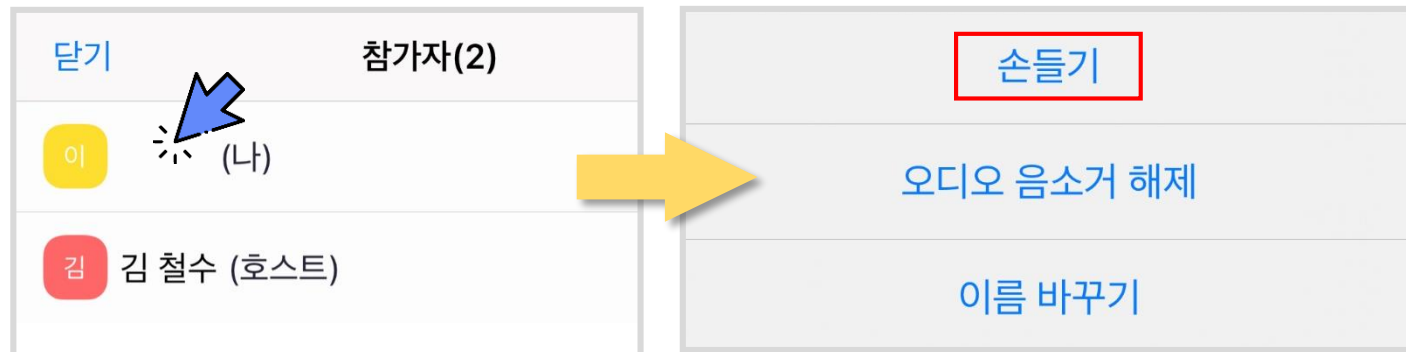 닫기 참가자(2)
이 (나)
김 김 철수 (호스트)
손들기
오디오 음소거 해제
이름 바꾸기